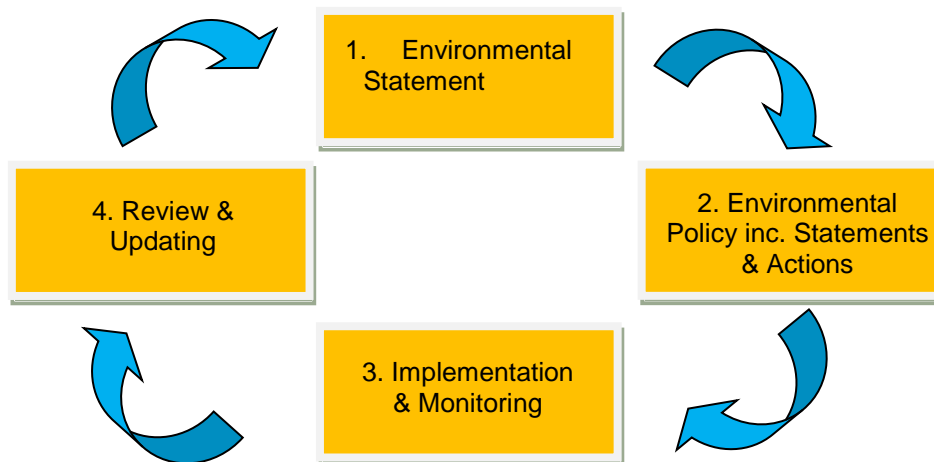 1. Environmental
Statement
2. Environmental
Policy inc. Statements
& Actions
3. Implementation
& Monitoring
4. Review &
Updating